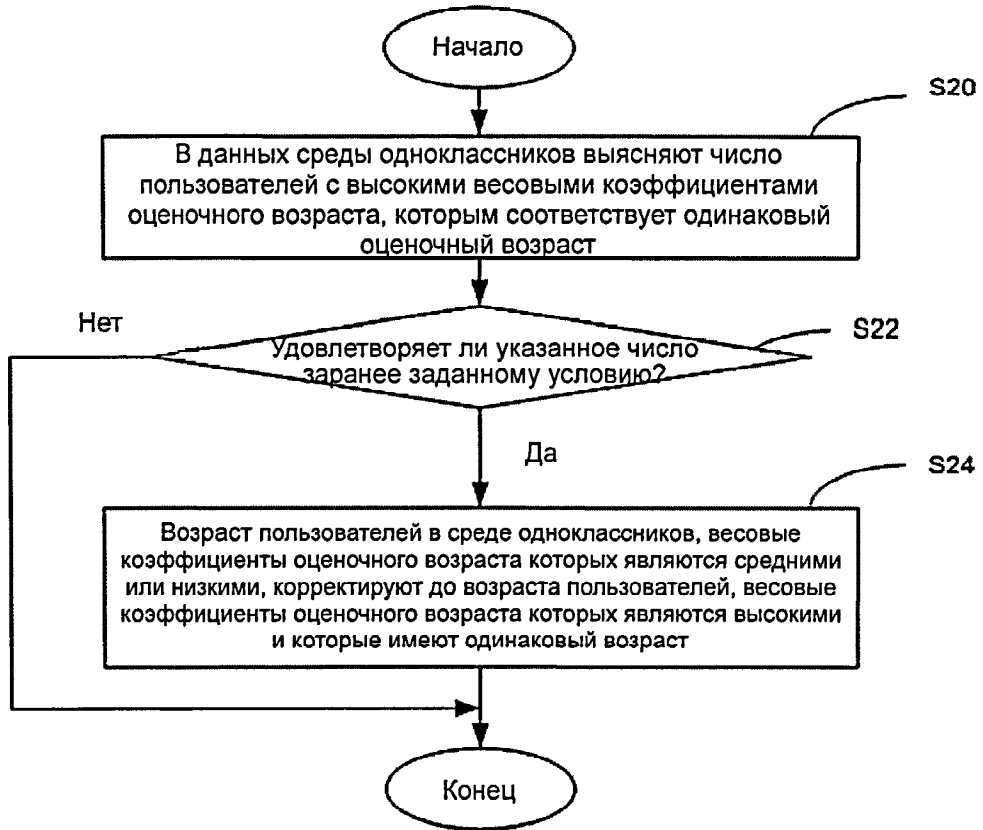 Начало
S20
В данных среды одноклассников выясняют число
пользователей с высокими весовыми коэффициентами
оценочного возраста, которым соответствует одинаковый
оценочный возраст
Нет
S22
Удовлетворяет ли указанное число
заранее заданному условию?
Да
S24
Возраст пользователей в среде одноклассников, весовые
коэффициенты оценочного возраста которых являются средними
или низкими, корректируют до возраста пользователей, весовые
коэффициенты оценочного возраста которых являются высокими
и которые имеют одинаковый возраст
Конец